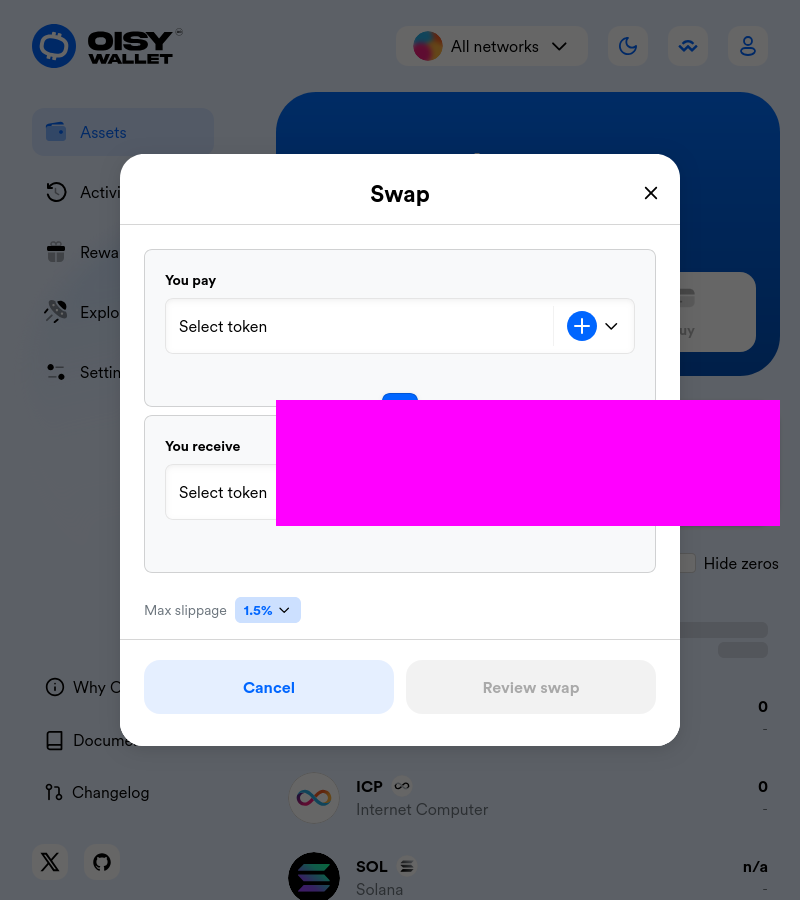 OISY
WALLET
All networks
Assets
Activi
Swap
Rewa
You pay
Explo
Select token
uy
Settin
You receive
Select token
Hide zeros
Max slippage
1.5%
Cancel
Review swap
Why O
0
-
Docume
ICP
0
Changelog
Internet Computer
-
SOL
n/a
Solana
-